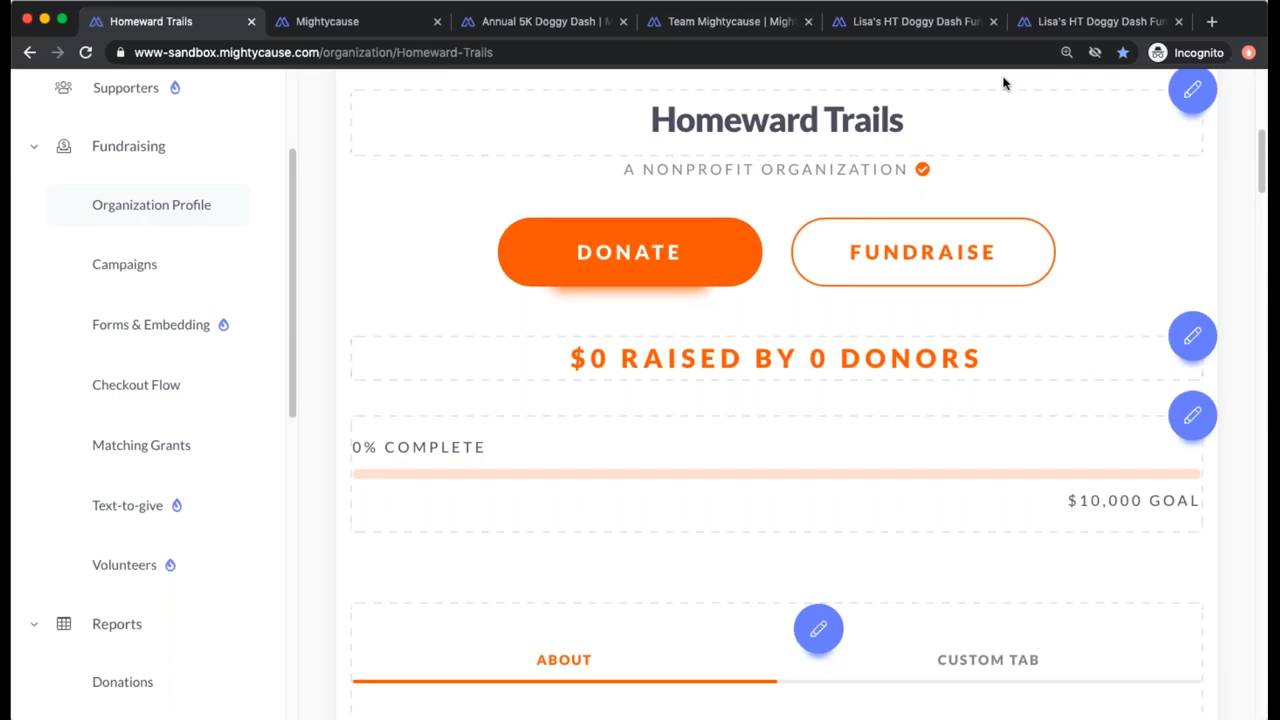 Homeward Trails
Mightycause
Annual 5K Doggy Dash | M
Team Mightycause | Migh
Lisa's HT Doggy Dash Fun
Lisa's HT Doggy Dash Fun
www-sandbox.mightycause.com/organization/Homeward-Trails
Incognito
Supporters
Fundraising
Organization Profile
Campaigns
Forms & Embedding
Checkout Flow
Matching Grants
Text-to-give
Volunteers
Reports
Donations
Homeward Trails
A NONPROFIT ORGANIZATION
DONATE
FUNDRAISE
$0 RAISED BY 0 DONORS
0% COMPLETE
$10,000 GOAL
ABOUT
CUSTOM TAB